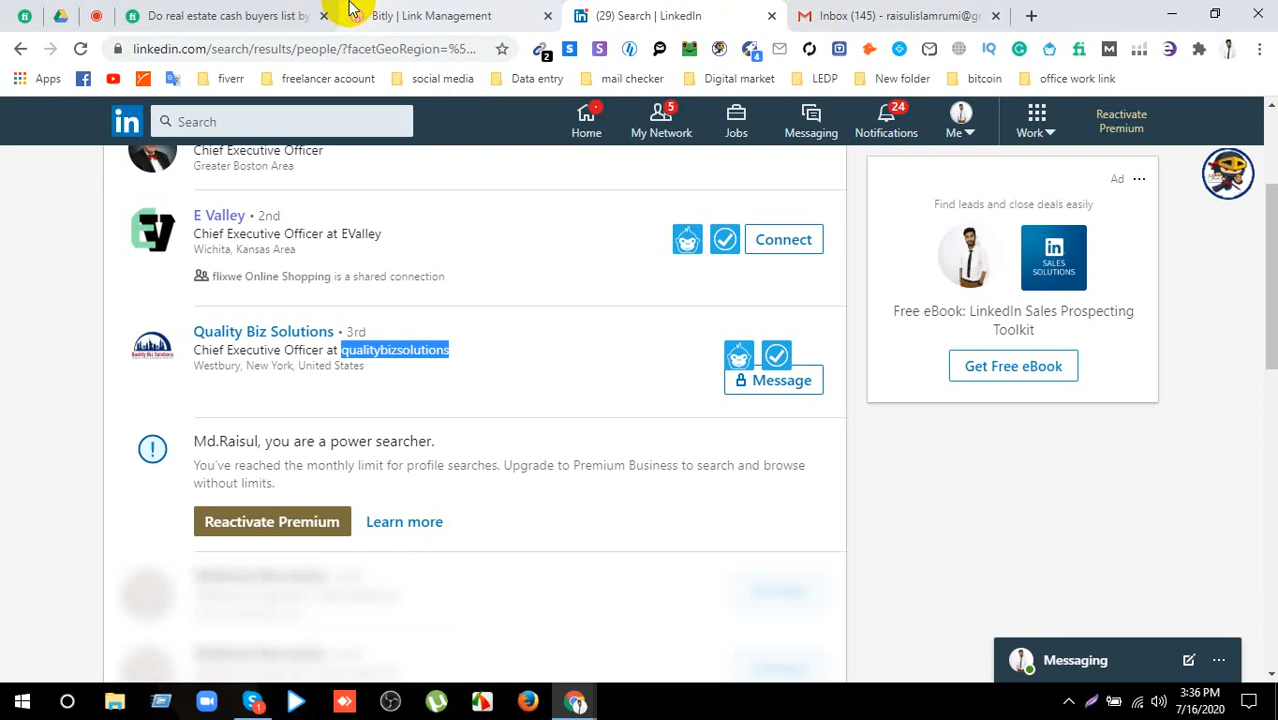 Do real estate cash buyers list by
Bitly | Link Management
(29) Search | LinkedIn
Inbox (145) - raisulislamrumi@g
linkedin.com/search/results/people/?facetGeoRegion=%5...
2
4
Apps
fiverr
freelancer acount
social media
Data entry
mail checker
Digital market
LEDP
New folder
bitcoin
office work link
in
Search
Home
5
My Network
Jobs
Messaging
24
Notifications
Me
Work
Reactivate
Premium
Chief Executive Officer
Greater Boston Area
E Valley • 2nd
Chief Executive Officer at EValley
Wichita, Kansas Area
flixwe Online Shopping is a shared connection
Connect
Quality Biz Solutions • 3rd
Chief Executive Officer at qualitybizsolutions
Westbury, New York, United States
Message
Md.Raisul, you are a power searcher.
You've reached the monthly limit for profile searches. Upgrade to Premium Business to search and browse
without limits.
Reactivate Premium
Learn more
Ad
Find leads and close deals easily
in
SALES
SOLUTIONS
Free eBook: LinkedIn Sales Prospecting
Toolkit
Get Free eBook
Messaging
3:36 PM
7/16/2020